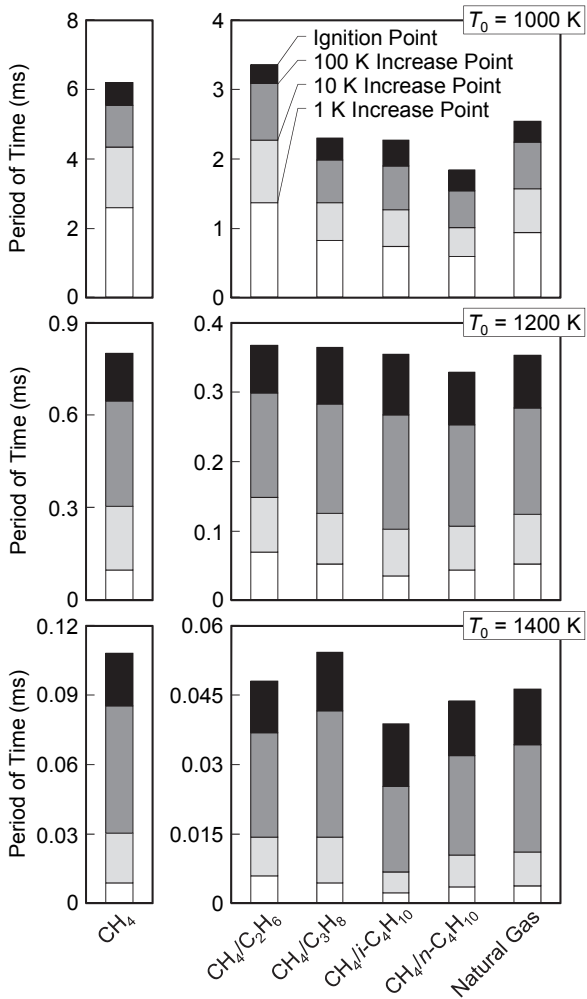 T0 = 1000 K
Period of Time (ms)
8
6
4
2
0
4
3
2
1
0
Ignition Point
100 K Increase Point
10 K Increase Point
1 K Increase Point
T0 = 1200 K
Period of Time (ms)
0.9
0.6
0.3
0
0.4
0.3
0.2
0.1
0
T0 = 1400 K
Period of Time (ms)
0.12
0.09
0.06
0.03
0
0.06
0.045
0.03
0.015
0
CH4
CH4/C2H6
CH4/C3H8
CH4/i-C4H10
CH4/n-C4H10
Natural Gas